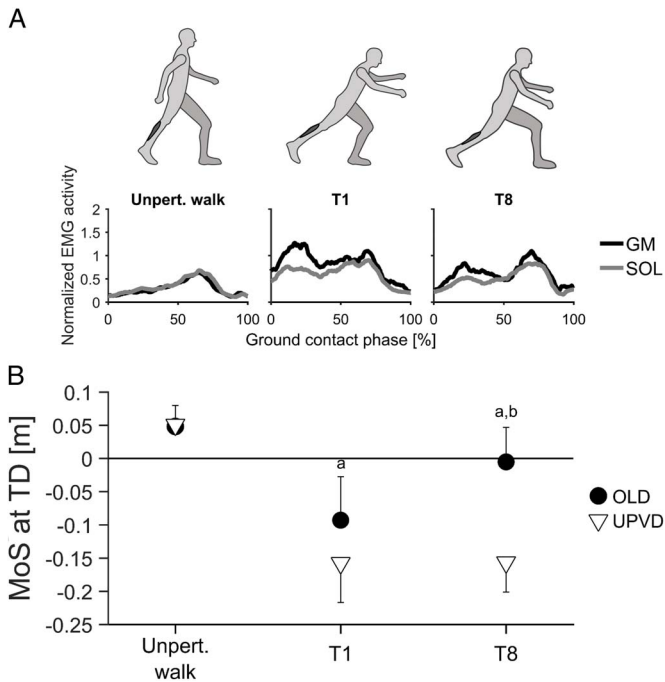 A
Unpert. walk
T1
T8
Normalized EMG activity
2
1.5
1
0.5
0
0
50
100
0
50
100
0
50
100
Ground contact phase [%]
GM
SOL
B
MoS at TD [m]
0.1
0.05
0
-0.05
-0.1
-0.15
-0.2
-0.25
a
a,b
OLD
UPVD
Unpert.
walk
T1
T8